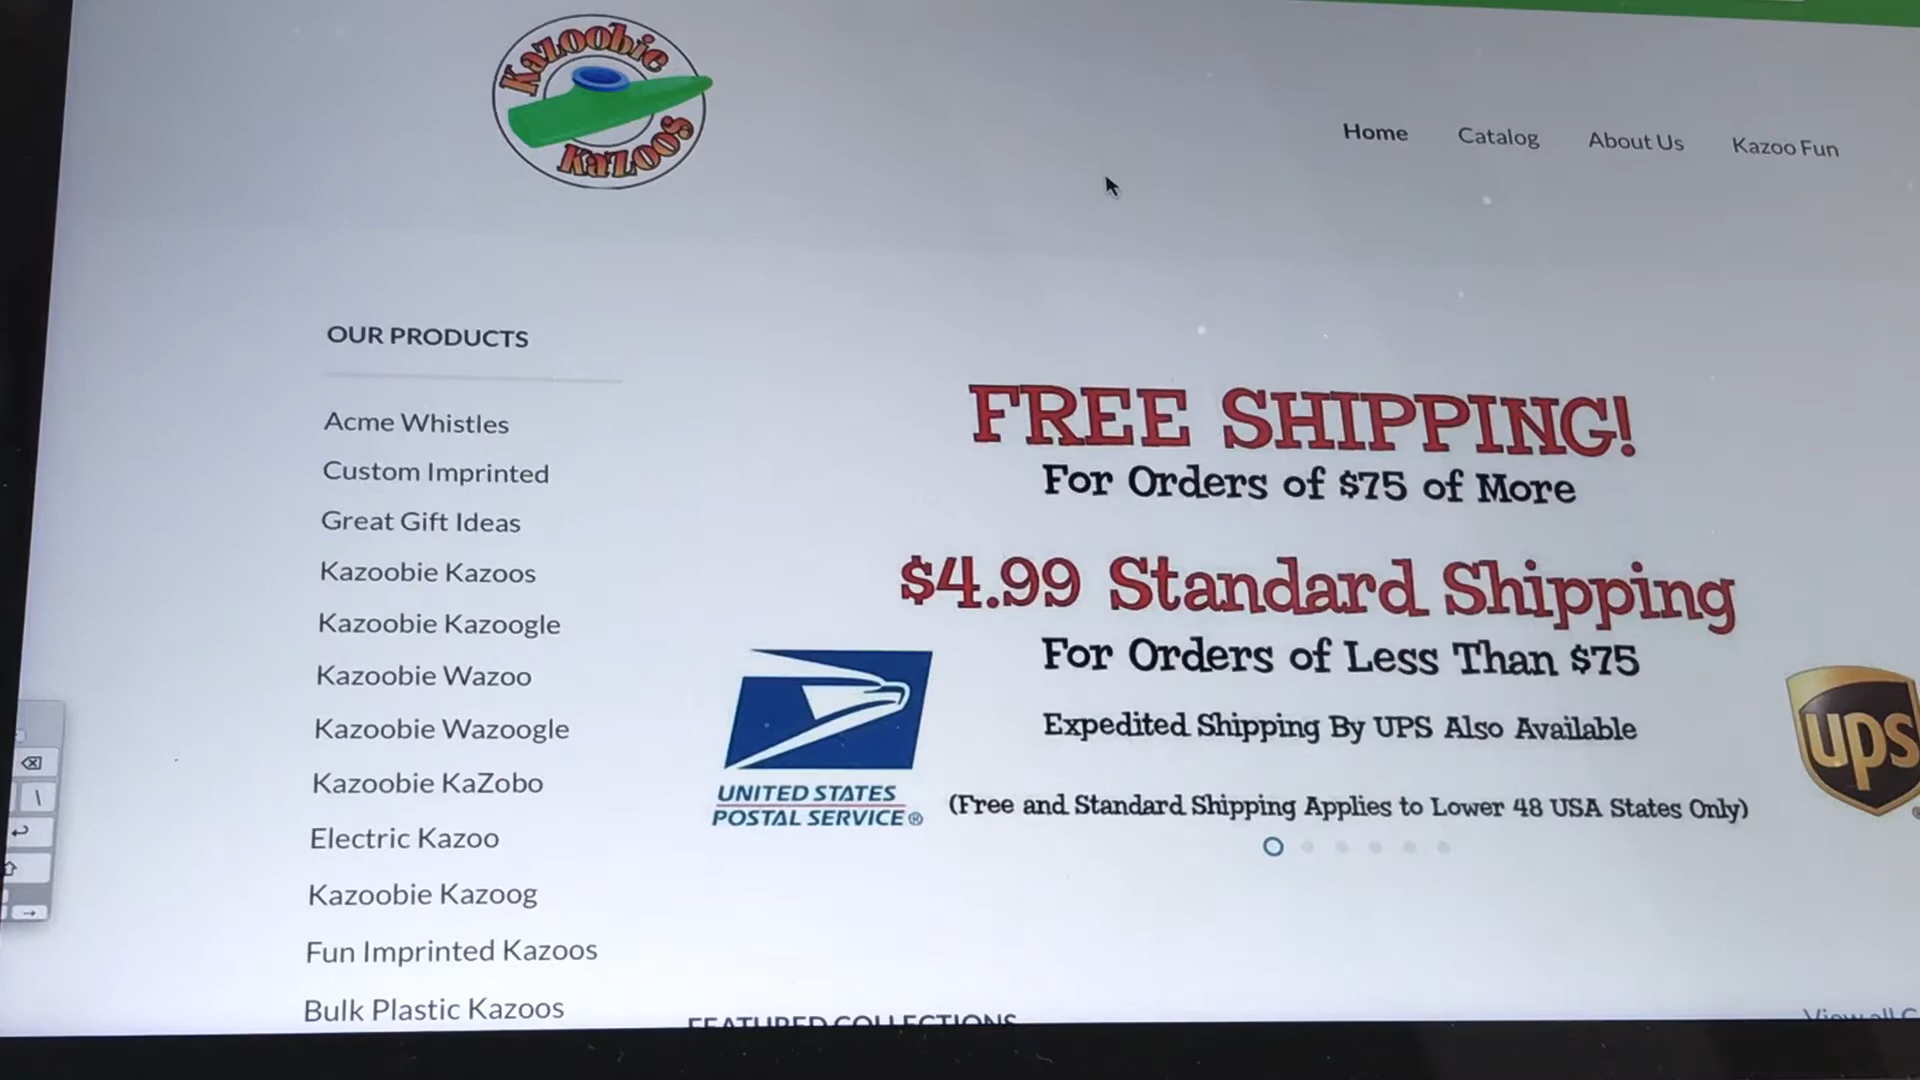 Kazoobie
Kazoos
Home
Catalog
About Us
Kazoo Fun
OUR PRODUCTS
Acme Whistles
Custom Imprinted
Great Gift Ideas
Kazoobie Kazoos
Kazoobie Kazoogle
Kazoobie Wazoo
Kazoobie Wazoogle
Kazoobie KaZobo
Electric Kazoo
Kazoobie Kazoog
Fun Imprinted Kazoos
Bulk Plastic Kazoos
FREE SHIPPING!
For Orders of $75 of More
$4.99 Standard Shipping
For Orders of Less Than $75
Expedited Shipping By UPS Also Available
(Free and Standard Shipping Applies to Lower 48 USA States Only)
UNITED STATES
POSTAL SERVICE®
ups
FEATURED COLLECTIONS
View all